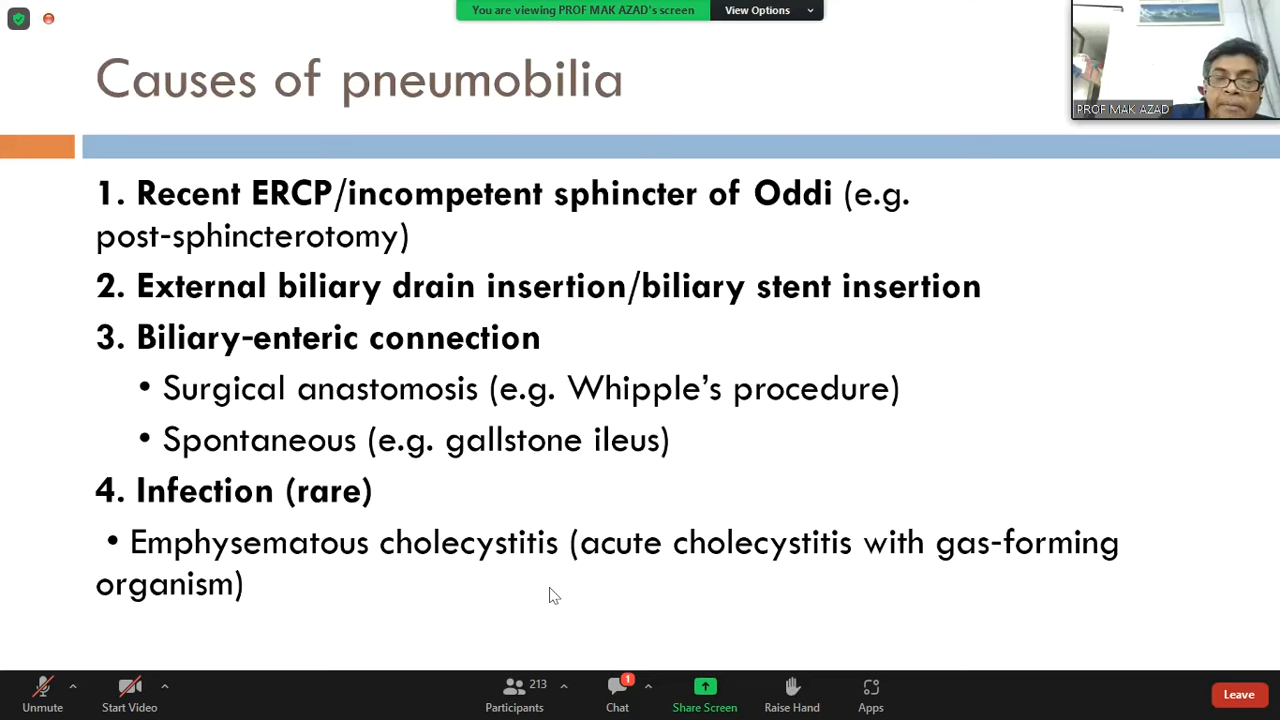 You are viewing PROF MAK AZAD's screen
View Options
Causes of pneumobilia
PROF MAK AZAD
1. Recent ERCP/incompetent sphincter of Oddi (e.g.
post-sphincterotomy)
2. External biliary drain insertion/biliary stent insertion
3. Biliary-enteric connection
• Surgical anastomosis (e.g. Whipple’s procedure)
• Spontaneous (e.g. gallstone ileus)
4. Infection (rare)
• Emphysematous cholecystitis (acute cholecystitis with gas-forming
organism)
Unmute
Start Video
213
Participants
1
Chat
Share Screen
Raise Hand
Apps
Leave